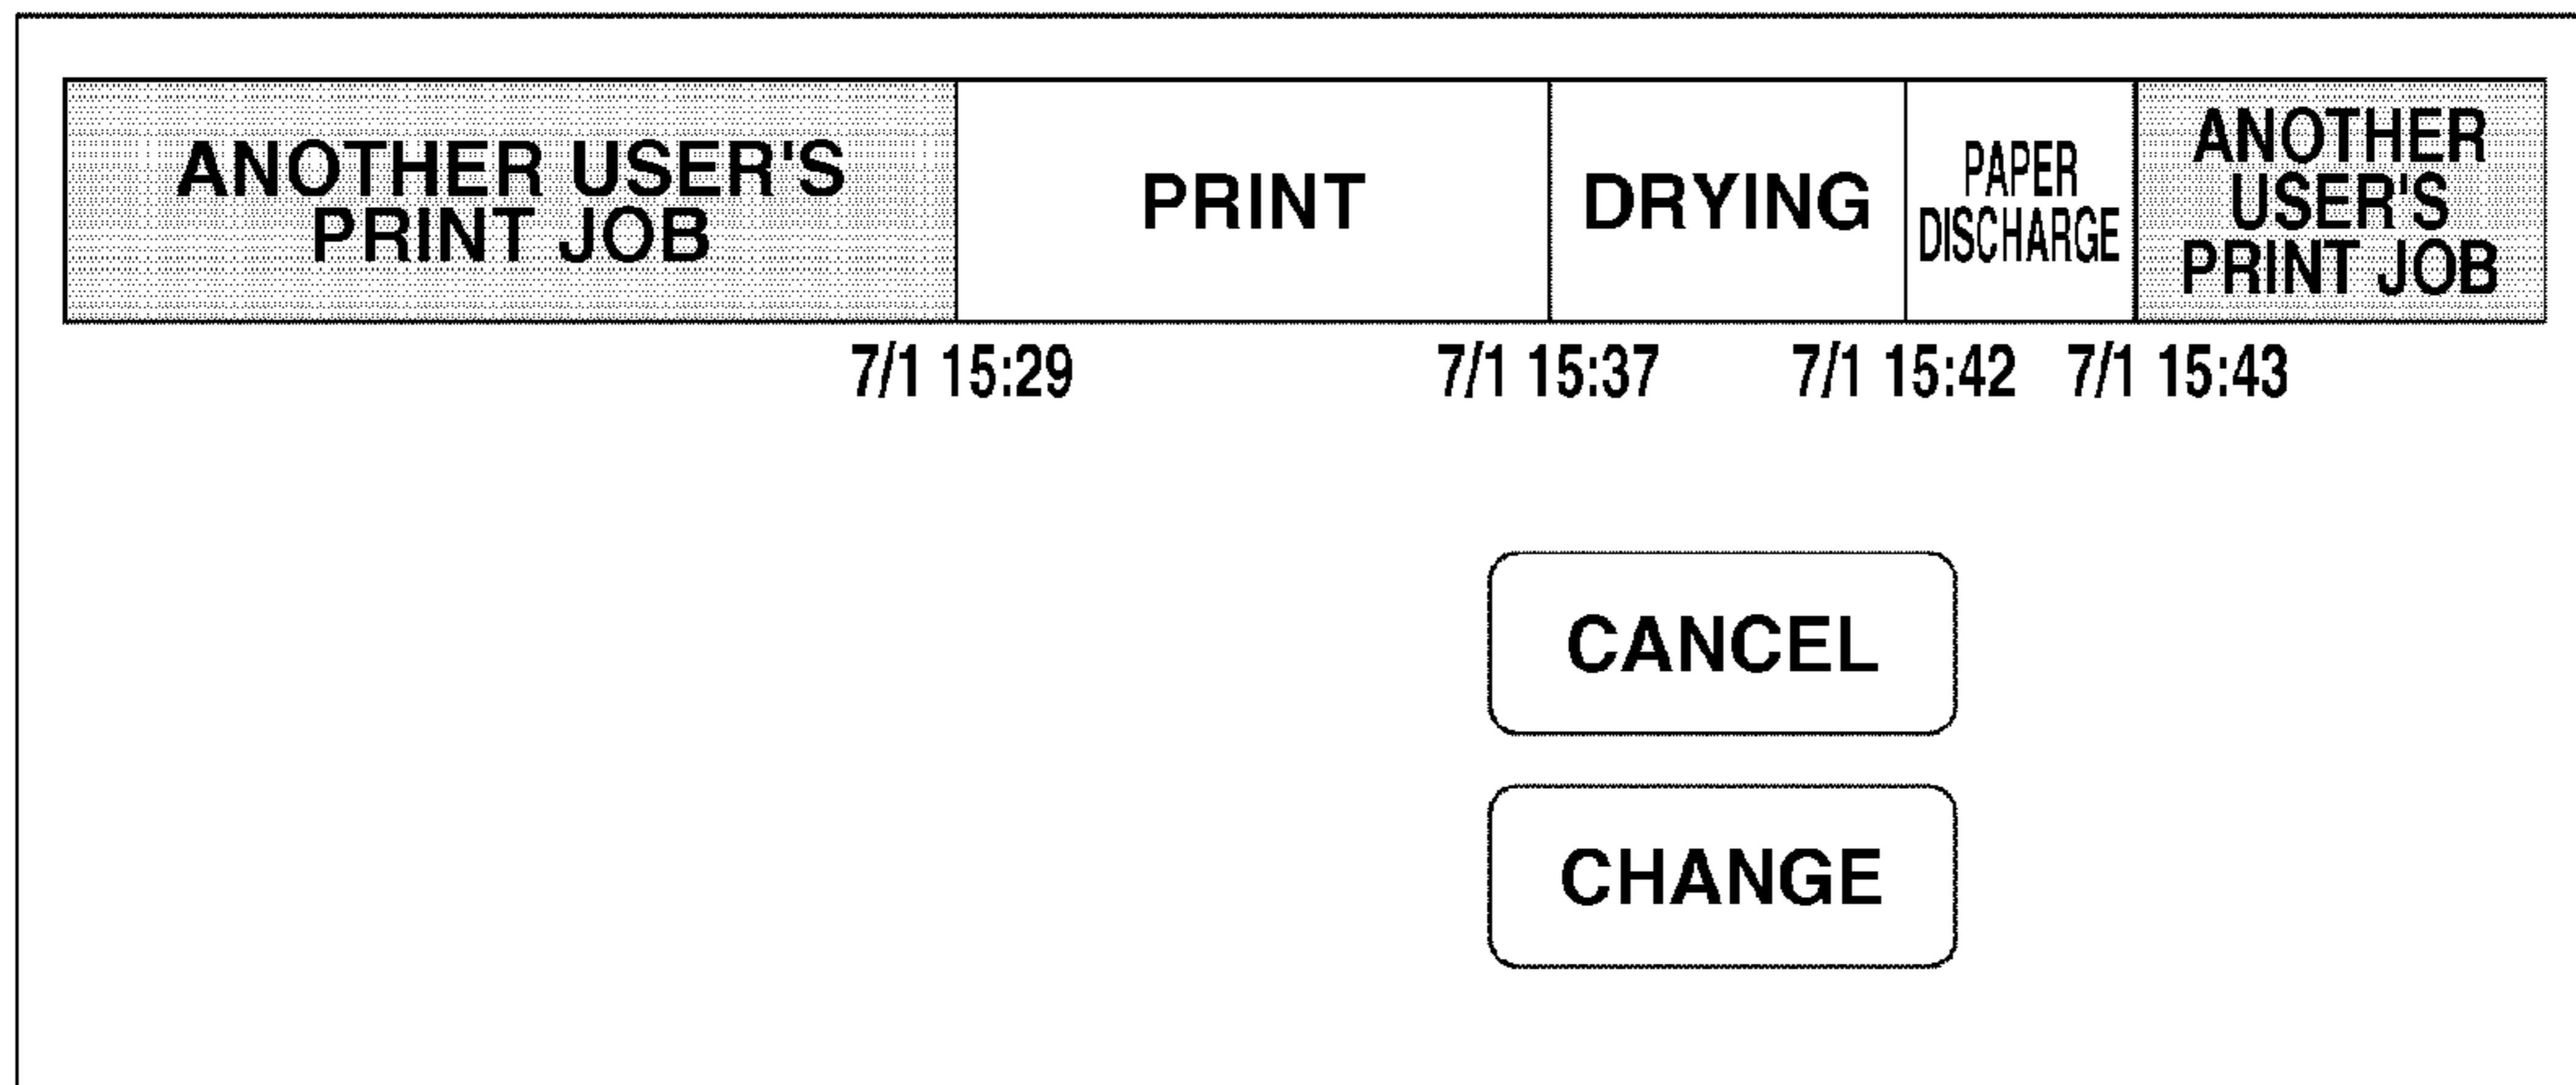 ANOTHER USER'S
PRINT JOB
PRINT
DRYING
PAPER
DISCHARGE
ANOTHER
USER'S
PRINT JOB
7/1 15:29
7/1 15:37
7/1 15:42
7/1 15:43
CANCEL
CHANGE